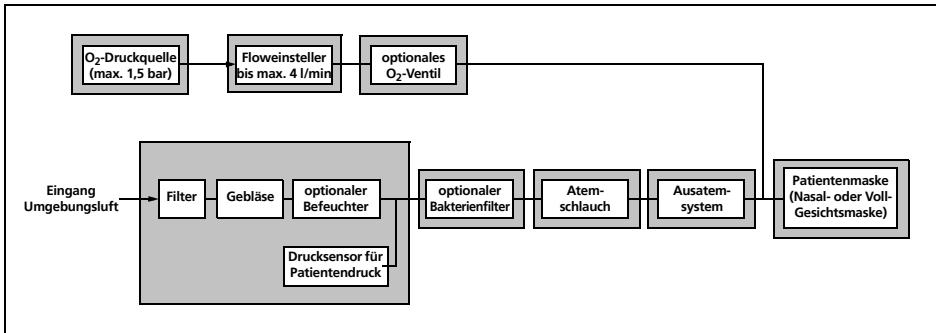 O2-Druckquelle
(max. 1,5 bar)
Floweinsteller
bis max. 4 l/min
optionales
O2-Ventil
Eingang
Umgebungsluft
Filter
Gebläse
optionaler
Befeuchter
Drucksensor für
Patientendruck
optionaler
Bakterienfilter
Atem-
schlauch
Ausatem-
system
Patientenmaske
(Nasal- oder Voll-
Gesichtsmaske)